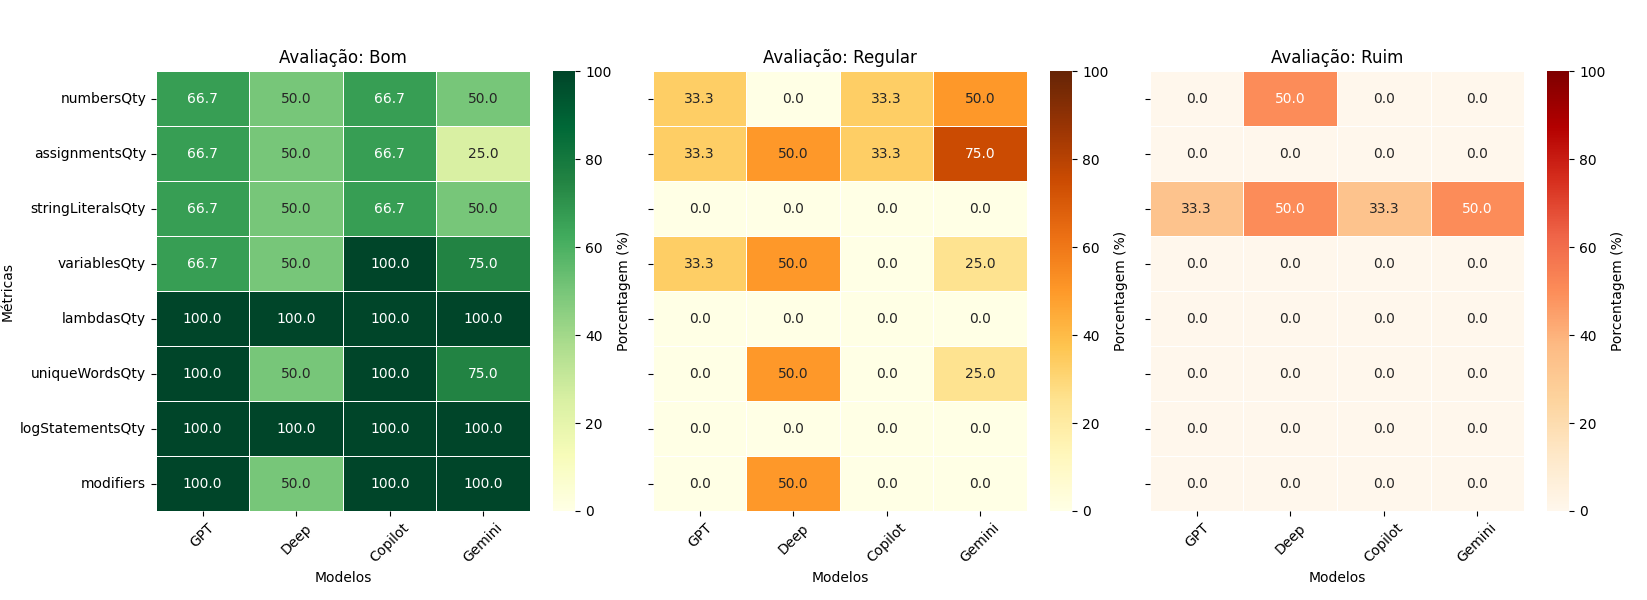 Avaliação: Bom
Avaliação: Regular
Avaliação: Ruim
Métricas
numbersQty 66.7 50.0 66.7 50.0
assignmentsQty 66.7 50.0 66.7 25.0
stringLiteralsQty 66.7 50.0 66.7 50.0
variablesQty 66.7 50.0 100.0 75.0
lambdasQty 100.0 100.0 100.0 100.0
uniqueWordsQty 100.0 50.0 100.0 75.0
logStatementsQty 100.0 100.0 100.0 100.0
modifiers 100.0 50.0 100.0 100.0
GPT Deep Copilot Gemini
Modelos
100
80
60
40
20
0
Porcentagem (%)
33.3 0.0 33.3 50.0
33.3 50.0 33.3 75.0
0.0 0.0 0.0 0.0
33.3 50.0 0.0 25.0
0.0 0.0 0.0 0.0
0.0 50.0 0.0 25.0
0.0 0.0 0.0 0.0
0.0 50.0 0.0 0.0
GPT Deep Copilot Gemini
Modelos
100
80
60
40
20
0
Porcentagem (%)
0.0 50.0 0.0 0.0
0.0 0.0 0.0 0.0
33.3 50.0 33.3 50.0
0.0 0.0 0.0 0.0
0.0 0.0 0.0 0.0
0.0 0.0 0.0 0.0
0.0 0.0 0.0 0.0
0.0 0.0 0.0 0.0
GPT Deep Copilot Gemini
Modelos
100
80
60
40
20
0
Porcentagem (%)